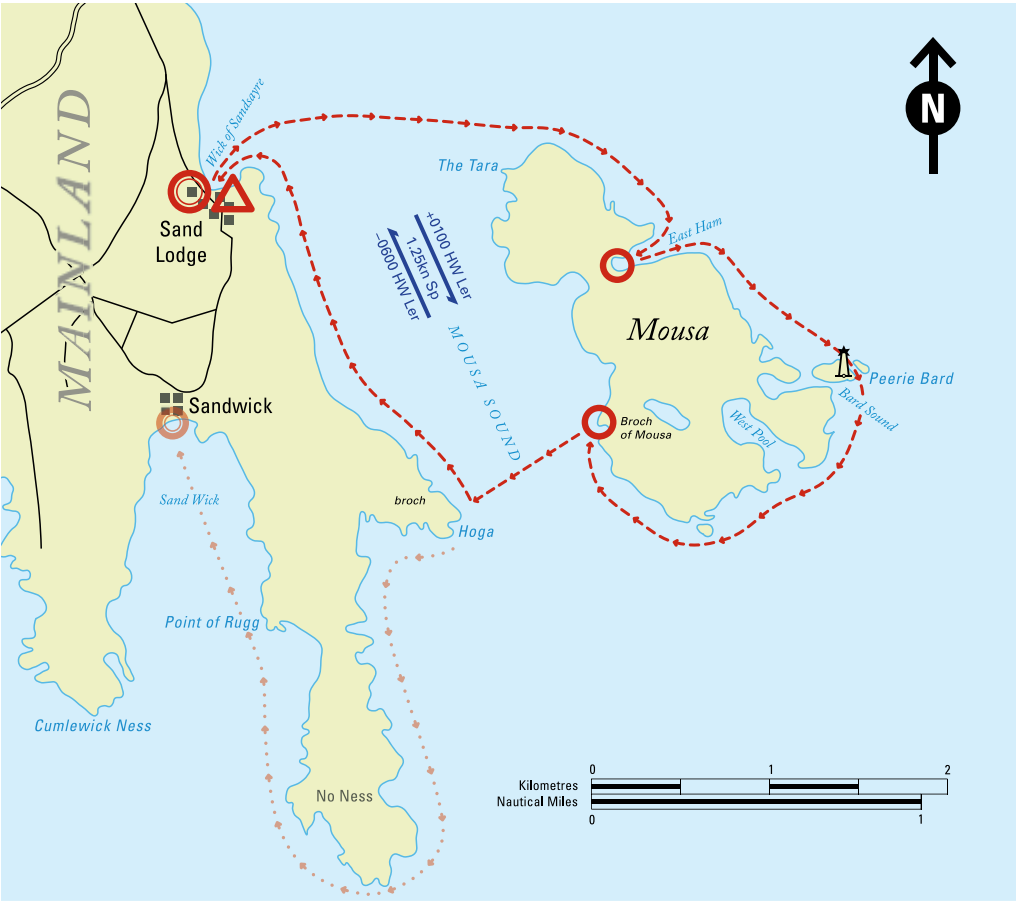 N
MAINLAND
Wick of Sandsayre
Sand
Lodge
The Tara
East Ham
+0100 HW Ler
1.25kn Sp
–0600 HW Ler
MOUSA SOUND
Mousa
Peerie Bard
Bard Sound
Sandwick
Broch
of Mousa
West Pool
Sand Wick
broch
Hoga
Point of Rugg
Cumlewick Ness
No Ness
0 1 2
Kilometres
Nautical Miles
0 1